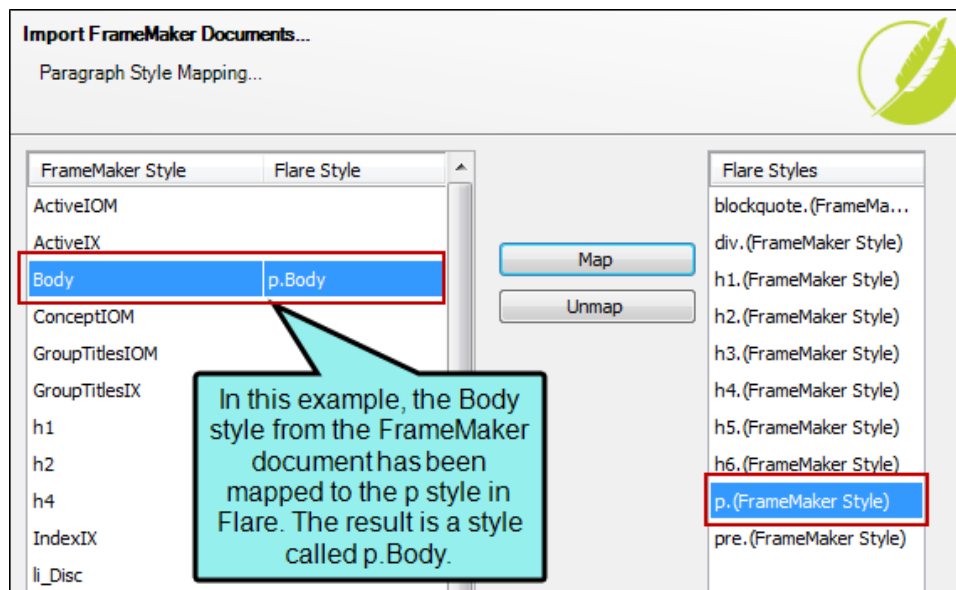 Import FrameMaker Documents...
Paragraph Style Mapping...
FrameMaker Style Flare Style
ActiveIOM
ActiveIX
Body p.Body
ConceptIOM
GroupTitlesIOM
GroupTitlesIX
h1
h2
h4
IndexIX
li_Disc
In this example, the Body
style from the FrameMaker
document has been
mapped to the p style in
Flare. The result is a style
called p.Body.
Map
Unmap
Flare Styles
blockquote.(FrameMa...
div.(FrameMaker Style)
h1.(FrameMaker Style)
h2.(FrameMaker Style)
h3.(FrameMaker Style)
h4.(FrameMaker Style)
h5.(FrameMaker Style)
h6.(FrameMaker Style)
p.(FrameMaker Style)
pre.(FrameMaker Style)